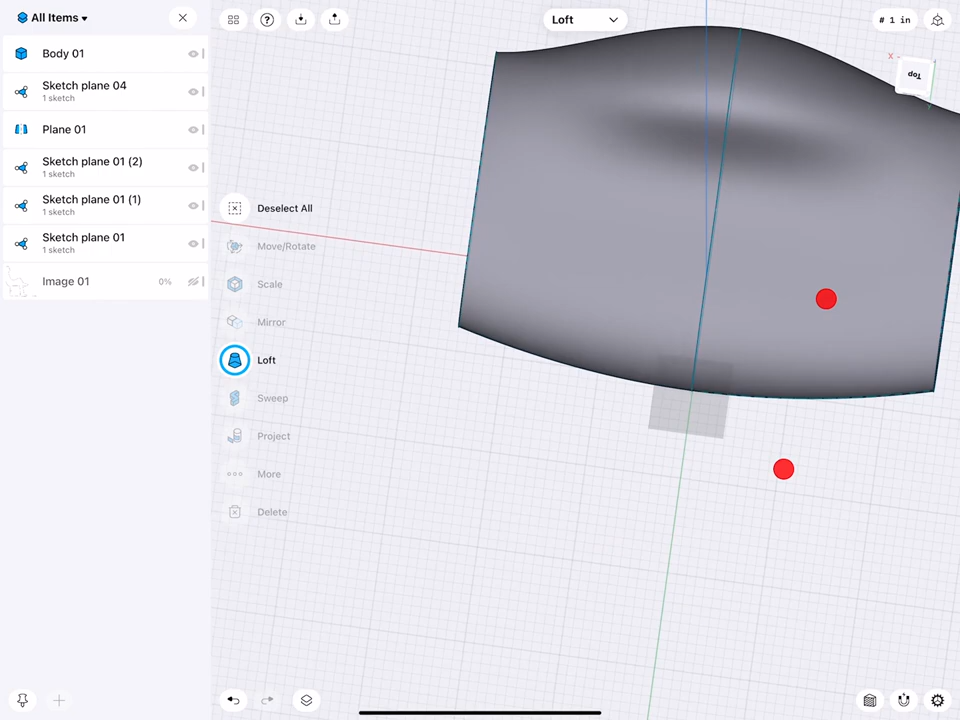 All Items
Loft
# 1 in
Body 01
Sketch plane 04
1 sketch
Plane 01
Sketch plane 01 (2)
1 sketch
Sketch plane 01 (1)
1 sketch
Sketch plane 01
1 sketch
Image 01
0%
X
Top
Deselect All
Move/Rotate
Scale
Mirror
Loft
Sweep
Project
More
Delete